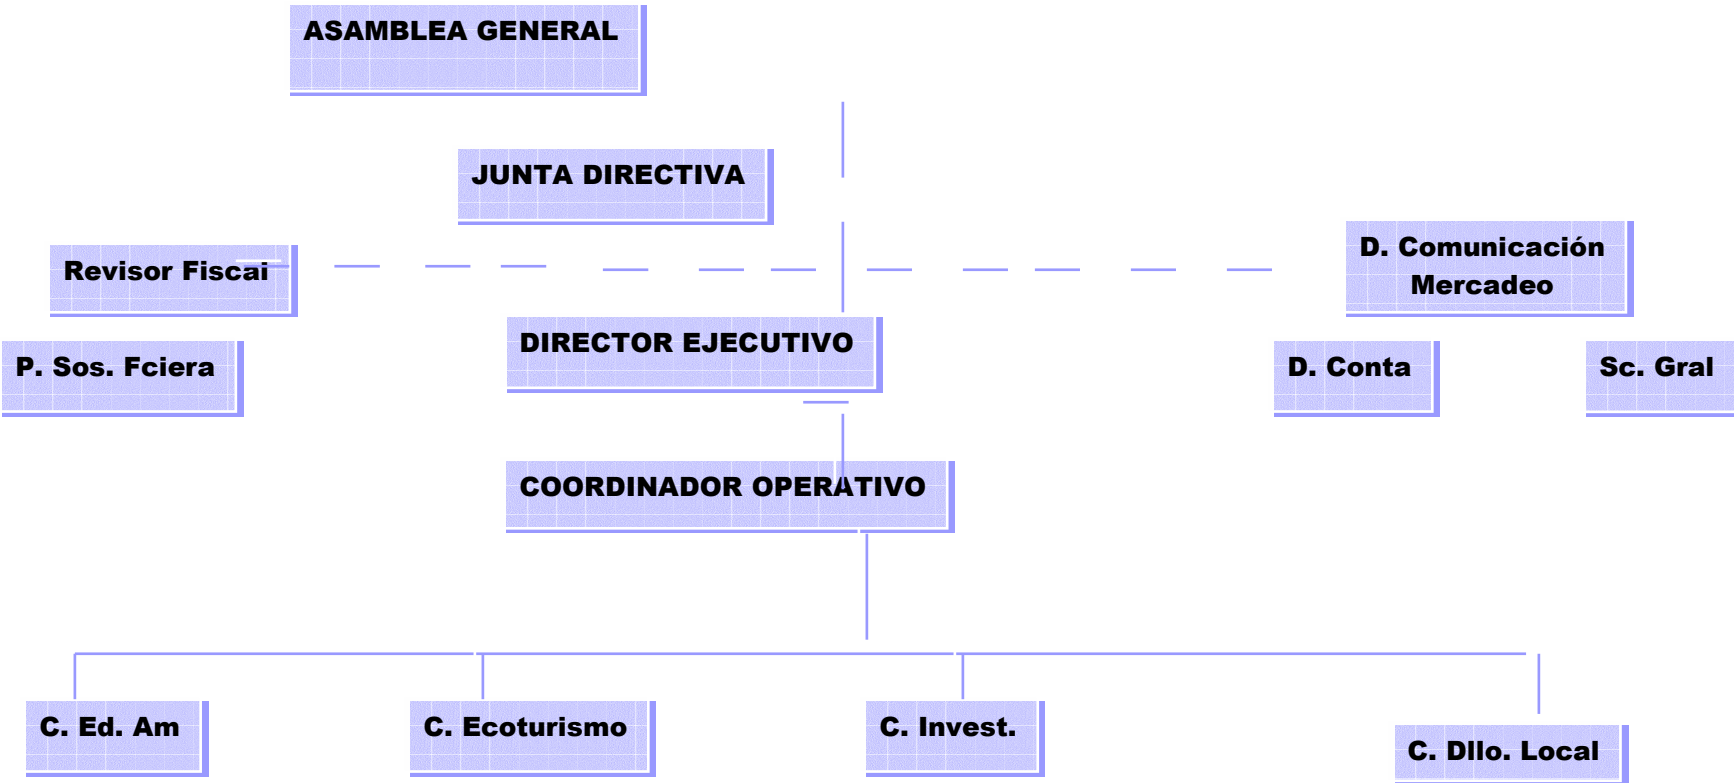 ASAMBLEA GENERAL
JUNTA DIRECTIVA
Revisor Fiscal
D. Comunicación
Mercadeo
P. Sos. Fciera
DIRECTOR EJECUTIVO
D. Conta
Sc. Gral
COORDINADOR OPERATIVO
C. Ed. Am
C. Ecoturismo
C. Invest.
C. Dllo. Local